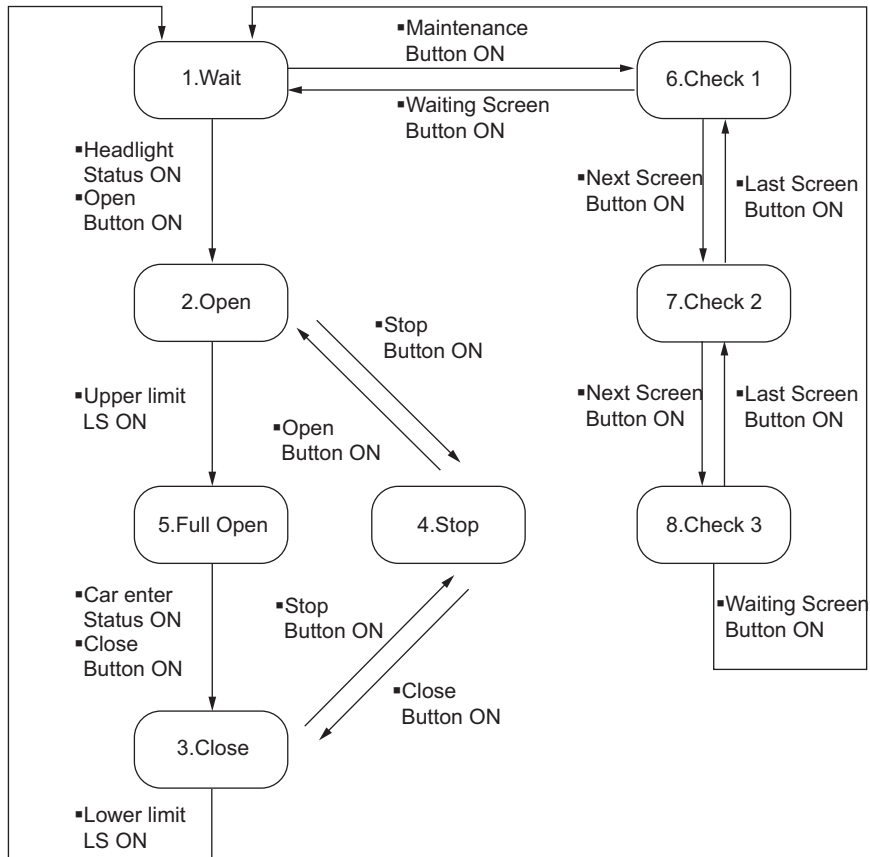 ▪Maintenance
Button ON
1.Wait
6.Check 1
▪Waiting Screen
Button ON
▪Headlight
Status ON
▪Open
Button ON
▪Next Screen
Button ON
▪Last Screen
Button ON
2.Open
7.Check 2
▪Stop
Button ON
▪Upper limit
LS ON
▪Open
Button ON
▪Next Screen
Button ON
▪Last Screen
Button ON
5.Full Open
4.Stop
8.Check 3
▪Car enter
Status ON
▪Close
Button ON
▪Stop
Button ON
▪Waiting Screen
Button ON
▪Close
Button ON
3.Close
▪Lower limit
LS ON